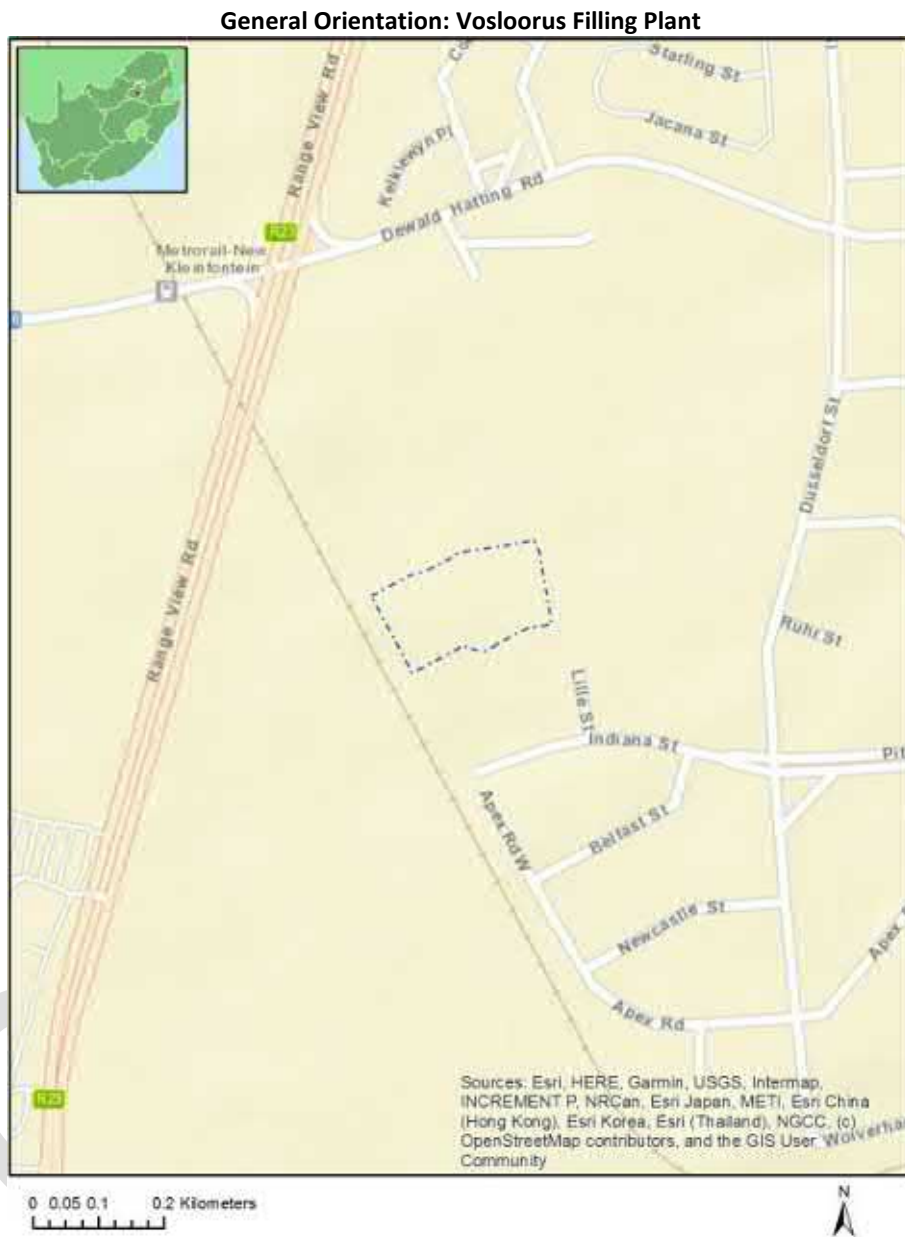 General Orientation: Vosloorus Filling Plant
Starling St
Jacana St
Range View Rd
Kelkiewyn Pl
Dewald Hatting Rd
Metrorail-New
Kleinfontein
Dusseldorf St
Range View Rd
Ruhr St
Lille St
Indiana St
Pit
Apex Rd W
Belfast St
Newcastle St
Apex
Apex Rd
Sources: Esri, HERE, Garmin, USGS, Intermap,
INCREMENT P, NRCan, Esri Japan, METI, Esri China
(Hong Kong), Esri Korea, Esri (Thailand), NGCC, (c)
OpenStreetMap contributors, and the GIS User
Community
Wolverha
0 0.05 0.1 0.2 Kilometers
N